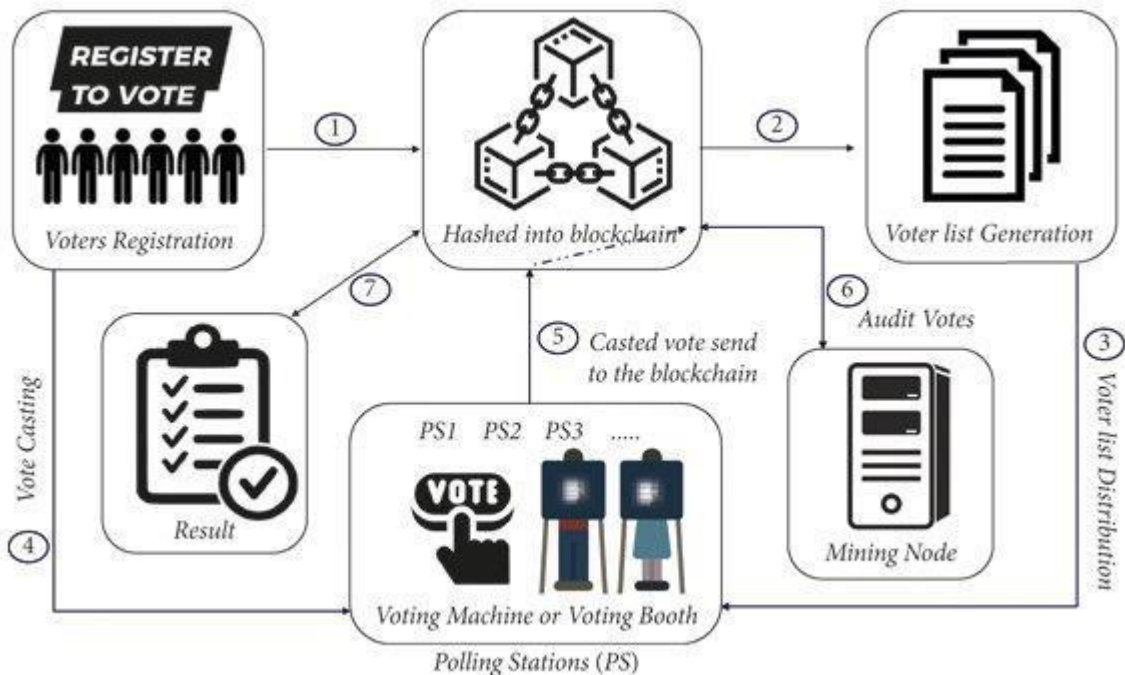 REGISTER
TO VOTE
Voters Registration
1
Hashed into blockchain
2
Voter list Generation
7
5
Casted vote send
to the blockchain
6
Audit Votes
3
Voter list Distribution
Vote Casting
4
Result
PS1 PS2 PS3 .....
VOTE
Voting Machine or Voting Booth
Mining Node
Polling Stations (PS)